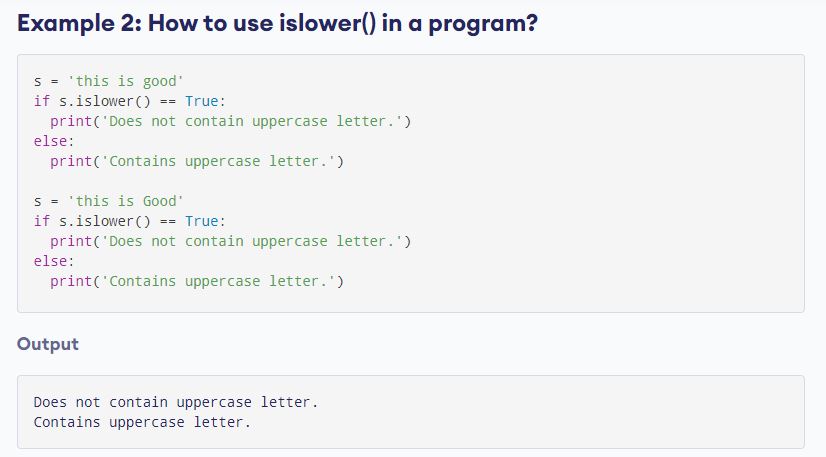 Example 2: How to use islower() in a program?
s = 'this is good'
if s.islower() == True:
  print('Does not contain uppercase letter.')
else:
  print('Contains uppercase letter.')

s = 'this is Good'
if s.islower() == True:
  print('Does not contain uppercase letter.')
else:
  print('Contains uppercase letter.')
Output
Does not contain uppercase letter.
Contains uppercase letter.